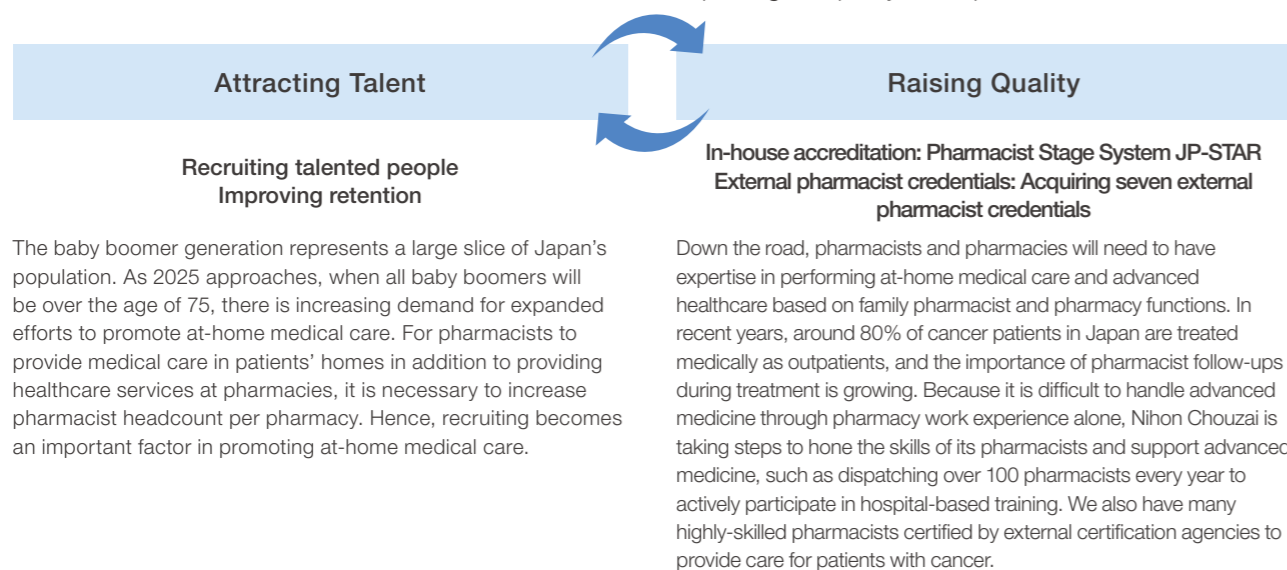 Attracting Talent
Recruiting talented people
Improving retention
The baby boomer generation represents a large slice of Japan’s
population. As 2025 approaches, when all baby boomers will
be over the age of 75, there is increasing demand for expanded
efforts to promote at-home medical care. For pharmacists to
provide medical care in patients’ homes in addition to providing
healthcare services at pharmacies, it is necessary to increase
pharmacist headcount per pharmacy. Hence, recruiting becomes
an important factor in promoting at-home medical care.
Raising Quality
In-house accreditation: Pharmacist Stage System JP-STAR
External pharmacist credentials: Acquiring seven external
pharmacist credentials
Down the road, pharmacists and pharmacies will need to have
expertise in performing at-home medical care and advanced
healthcare based on family pharmacist and pharmacy functions. In
recent years, around 80% of cancer patients in Japan are treated
medically as outpatients, and the importance of pharmacist follow-ups
during treatment is growing. Because it is difficult to handle advanced
medicine through pharmacy work experience alone, Nihon Chouzai is
taking steps to hone the skills of its pharmacists and support advanced
medicine, such as dispatching over 100 pharmacists every year to
actively participate in hospital-based training. We also have many
highly-skilled pharmacists certified by external certification agencies to
provide care for patients with cancer.